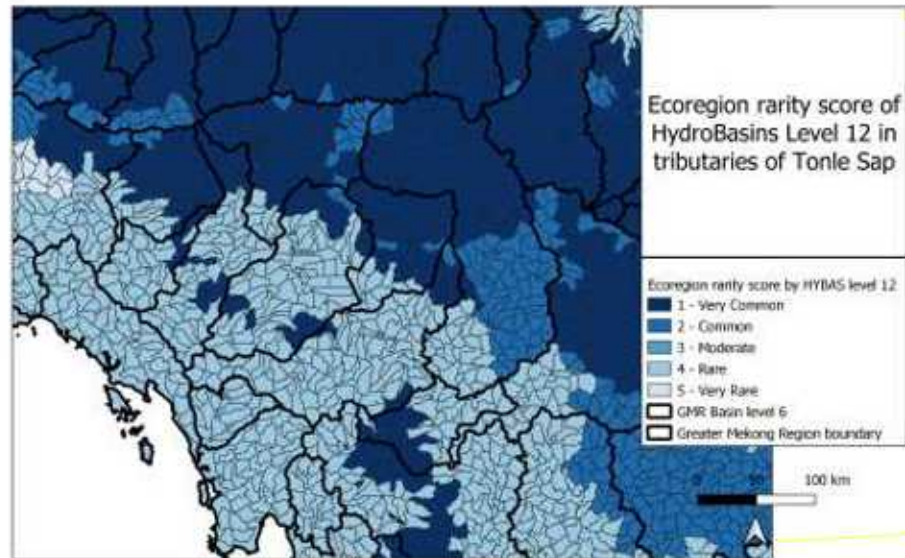 Ecoregion rarity score of
HydroBasins Level 12 in
tributaries of Tonle Sap
Ecoregion rarity score by HYBAS level 12
1 - Very Common
2 - Common
3 - Moderate
4 - Rare
5 - Very Rare
GMR Basin level 6
Greater Mekong Region boundary
0 50 100 km